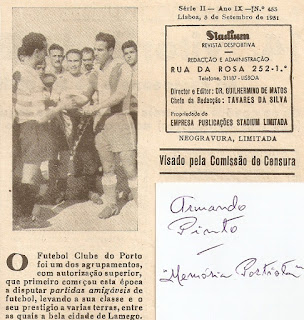 Série II — Ano IX — N.º 453
Lisboa, 8 de Setembro de 1951
Stadium
REVISTA DESPORTIVA
REDACÇÃO E ADMINISTRAÇÃO
RUA DA ROSA 252-1.º
Telefone, 31187 - LISBOA
Director e Editor: DR. GUILHERMINO DE MATOS
Chefe da Redacção: TAVARES DA SILVA
Propriedade da
EMPRESA PUBLICAÇÕES STADIUM LIMITADA
NEOGRAVURA, LIMITADA
Visado pela Comissão de Censura
O Futebol Clube do Porto
foi um dos agrupamentos,
com autorização superior,
que primeiro começou esta época
a disputar partidas amigáveis
de futebol, levando a sua classe e o
seu prestígio a varias terras, entre
as quais a bela cidade de Lamego.
Armando
Pinto
—
"Memória Portista"